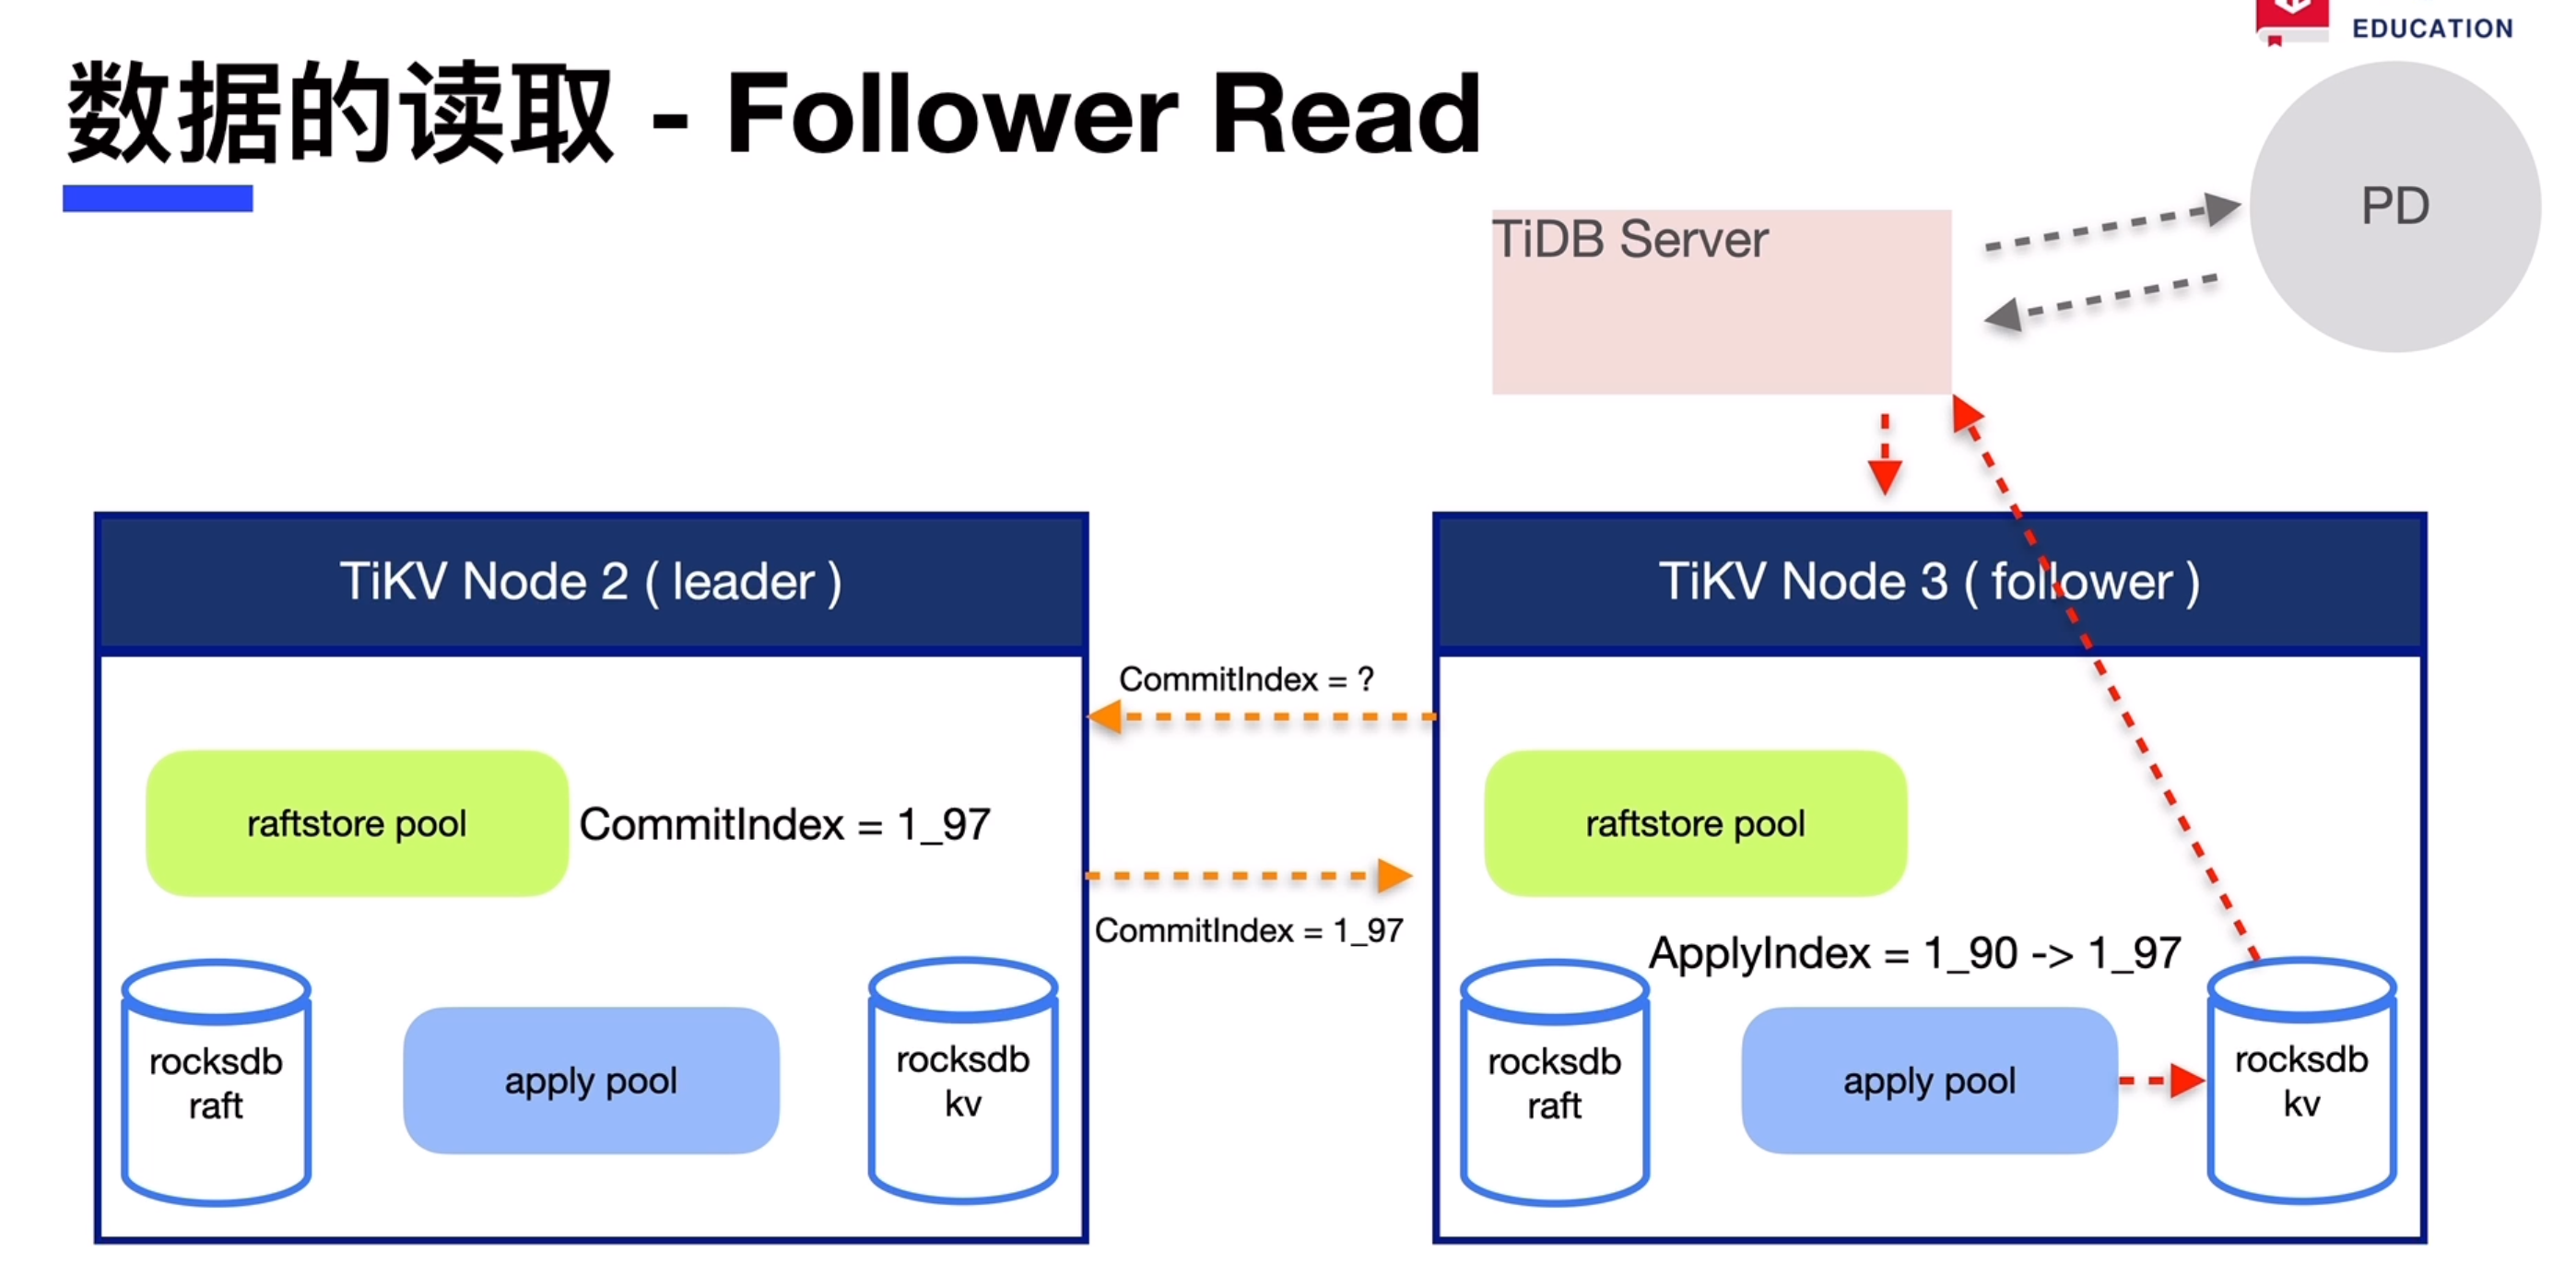 EDUCATION
数据的读取 - Follower Read
PD
TiDB Server
TiKV Node 2 ( leader )
TiKV Node 3 ( follower )
CommitIndex = ?
raftstore pool
CommitIndex = 1_97
raftstore pool
CommitIndex = 1_97
ApplyIndex = 1_90 -> 1_97
rocksdb
raft
apply pool
rocksdb
kv
rocksdb
raft
apply pool
rocksdb
kv